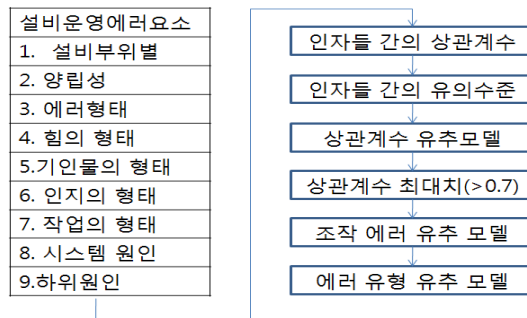 설비운영에러요소
1. 설비부위별
2. 양립성
3. 에러형태
4. 힘의 형태
5.기인물의 형태
6. 인지의 형태
7. 작업의 형태
8. 시스템 원인
9.하위원인
인자들 간의 상관계수
인자들 간의 유의수준
상관계수 유추모델
상관계수 최대치(>0.7)
조작 에러 유추 모델
에러 유형 유추 모델